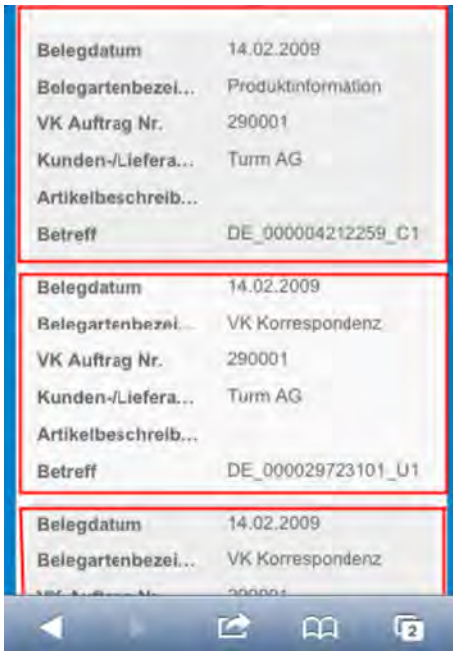 Belegdatum 14.02.2009
Belegartenbezei... Produktinformation
VK Auftrag Nr. 290001
Kunden-/Liefera... Turm AG
Artikelbeschreib...
Betreff DE_000004212259_C1
Belegdatum 14.02.2009
Belegartenbezei... VK Korrespondenz
VK Auftrag Nr. 290001
Kunden-/Liefera... Turm AG
Artikelbeschreib...
Betreff DE_000029723101_U1
Belegdatum 14.02.2009
Belegartenbezei... VK Korrespondenz
2